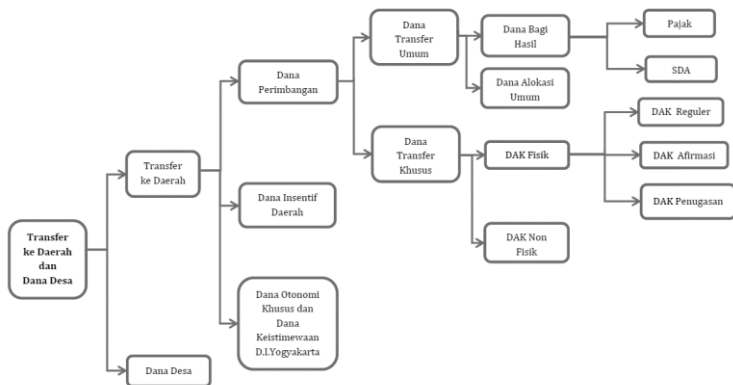 Transfer
ke Daerah
dan
Dana Desa
Transfer
ke Daerah
Dana Desa
Dana
Perimbangan
Dana Insentif
Daerah
Dana Otonomi
Khusus dan
Dana
Keistimewaan
D.I.Yogyakarta
Dana
Transfer
Umum
Dana
Transfer
Khusus
Dana Bagi
Hasil
Dana Alokasi
Umum
DAK Fisik
DAK Non
Fisik
Pajak
SDA
DAK Reguler
DAK Afirmasi
DAK Penugasan